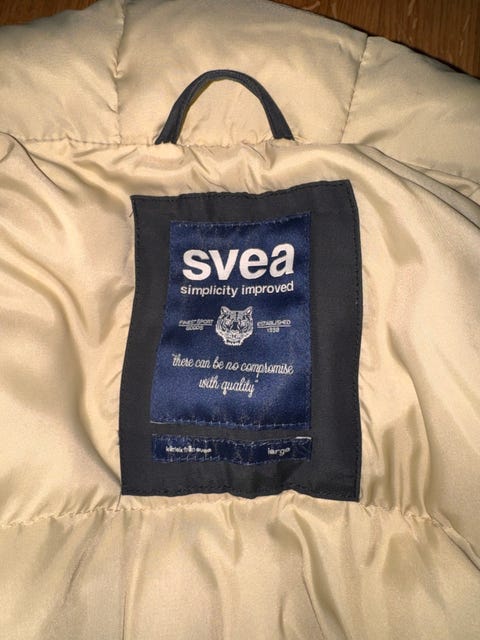 svea
simplicity improved
FINEST SPORT
GOODS
ESTABLISHED
"there can be no compromise
with quality"
large